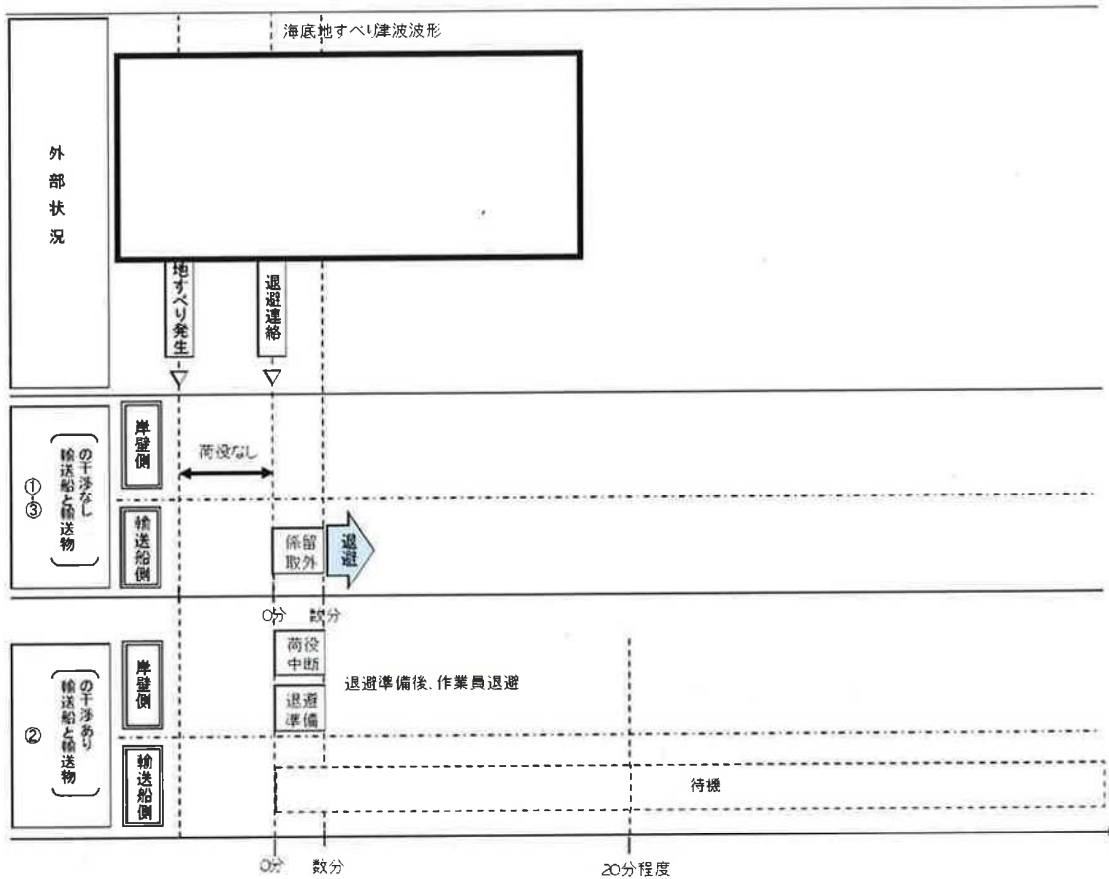 海底地すべり津波波形
外部状況
地すべり発生
退避連絡
①③
輸送船と輸送物
の干渉なし
岸壁側
荷役なし
輸送船側
係留
取外
退避
0分
数分
②
輸送船と輸送物
の干渉あり
岸壁側
荷役
中断
退避
準備
退避準備後、作業員退避
輸送船側
待機
0分
数分
20分程度